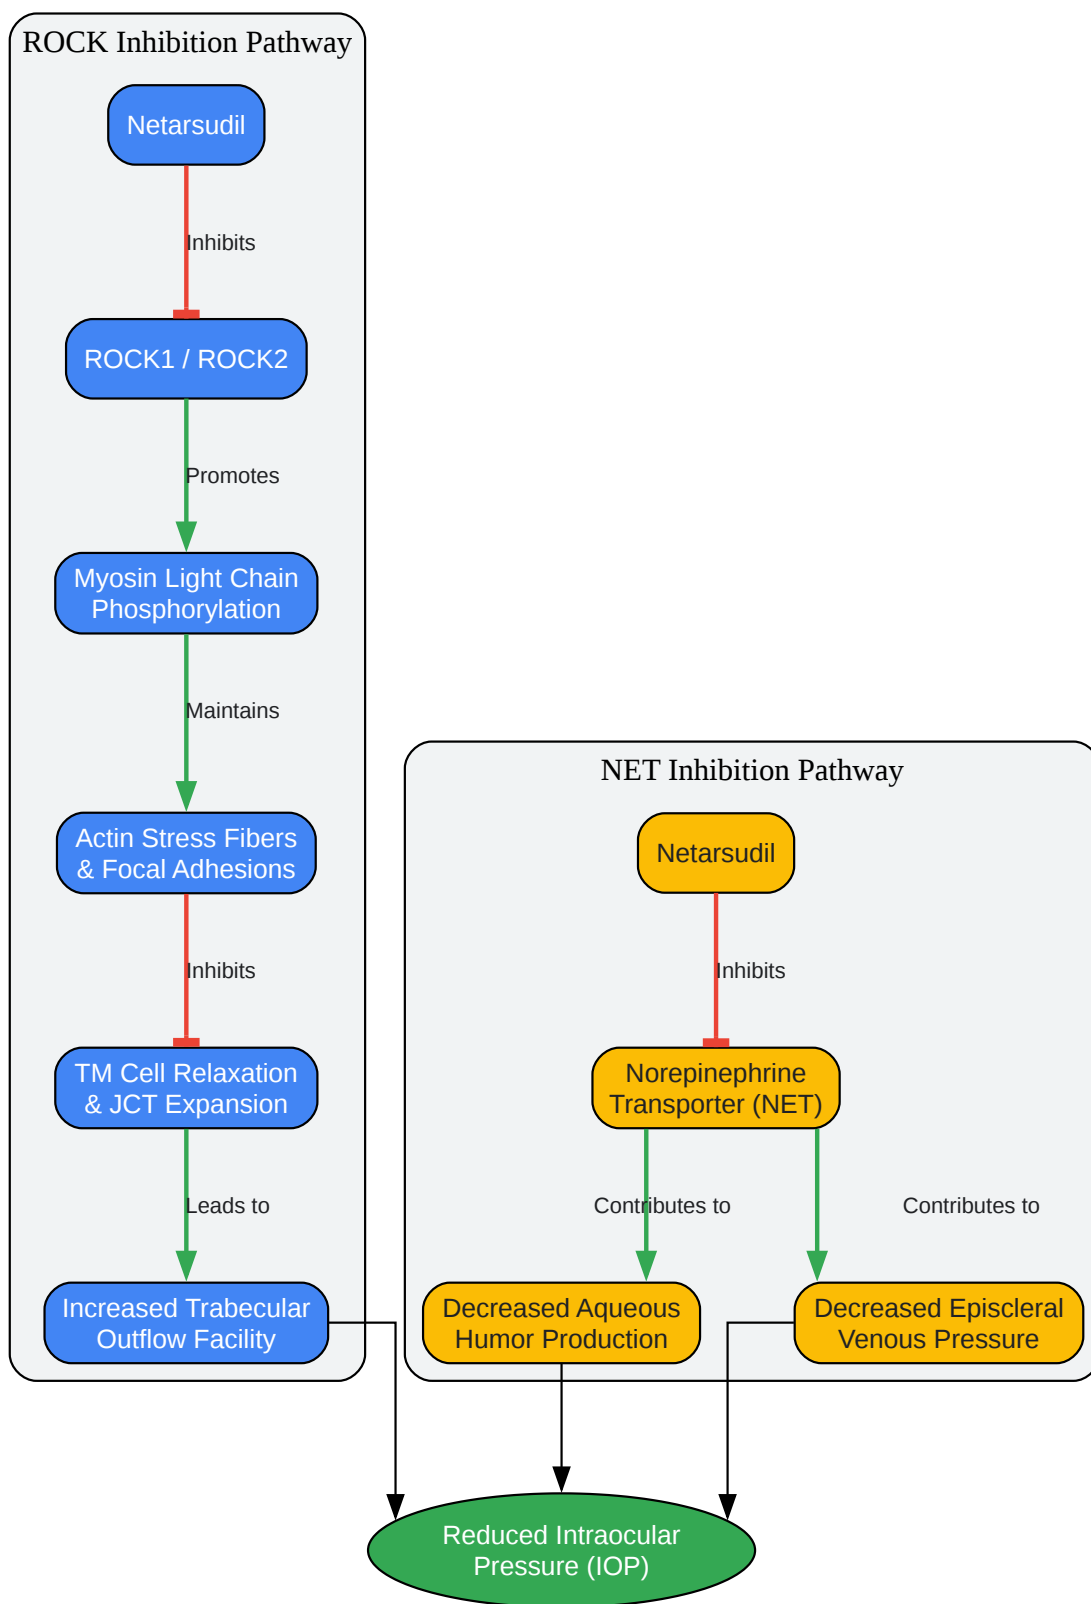 ROCK Inhibition Pathway
Netarsudil
Inhibits
ROCK1 / ROCK2
Promotes
Myosin Light Chain
Phosphorylation
Maintains
Actin Stress Fibers
& Focal Adhesions
Inhibits
TM Cell Relaxation
& JCT Expansion
Leads to
Increased Trabecular
Outflow Facility
NET Inhibition Pathway
Netarsudil
Inhibits
Norepinephrine
Transporter (NET)
Contributes to
Contributes to
Decreased Aqueous
Humor Production
Decreased Episcleral
Venous Pressure
Reduced Intraocular
Pressure (IOP)